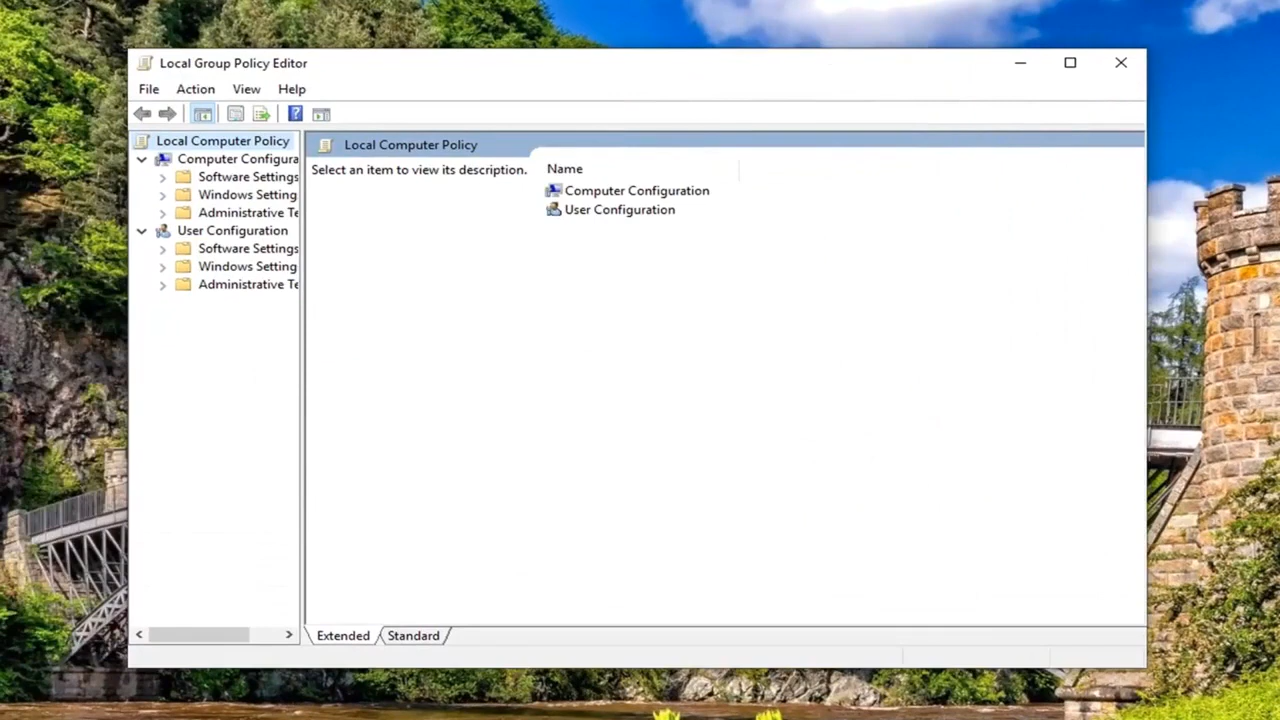 Local Group Policy Editor
File Action View Help
Local Computer Policy
Computer Configura
Software Settings
Windows Setting
Administrative Te
User Configuration
Software Settings
Windows Setting
Administrative Te
Local Computer Policy
Select an item to view its description.
Name
Computer Configuration
User Configuration
Extended Standard